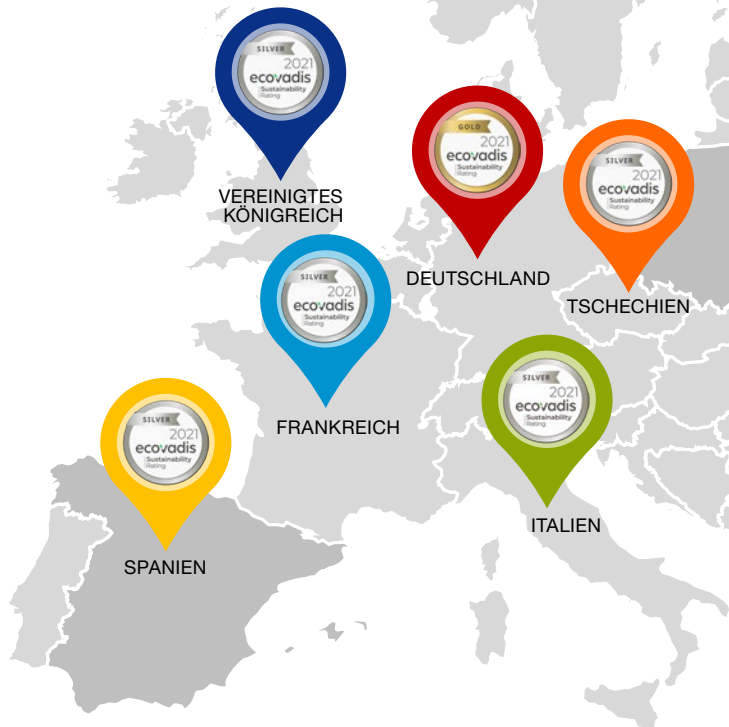 SILVER
2021
ecovadis
Sustainability
Rating
VEREINIGTES
KÖNIGREICH
GOLD
2021
ecovadis
Sustainability
Rating
DEUTSCHLAND
SILVER
2021
ecovadis
Sustainability
Rating
TSCHECHIEN
SILVER
2021
ecovadis
Sustainability
Rating
FRANKREICH
SILVER
2021
ecovadis
Sustainability
Rating
ITALIEN
SILVER
2021
ecovadis
Sustainability
Rating
SPANIEN